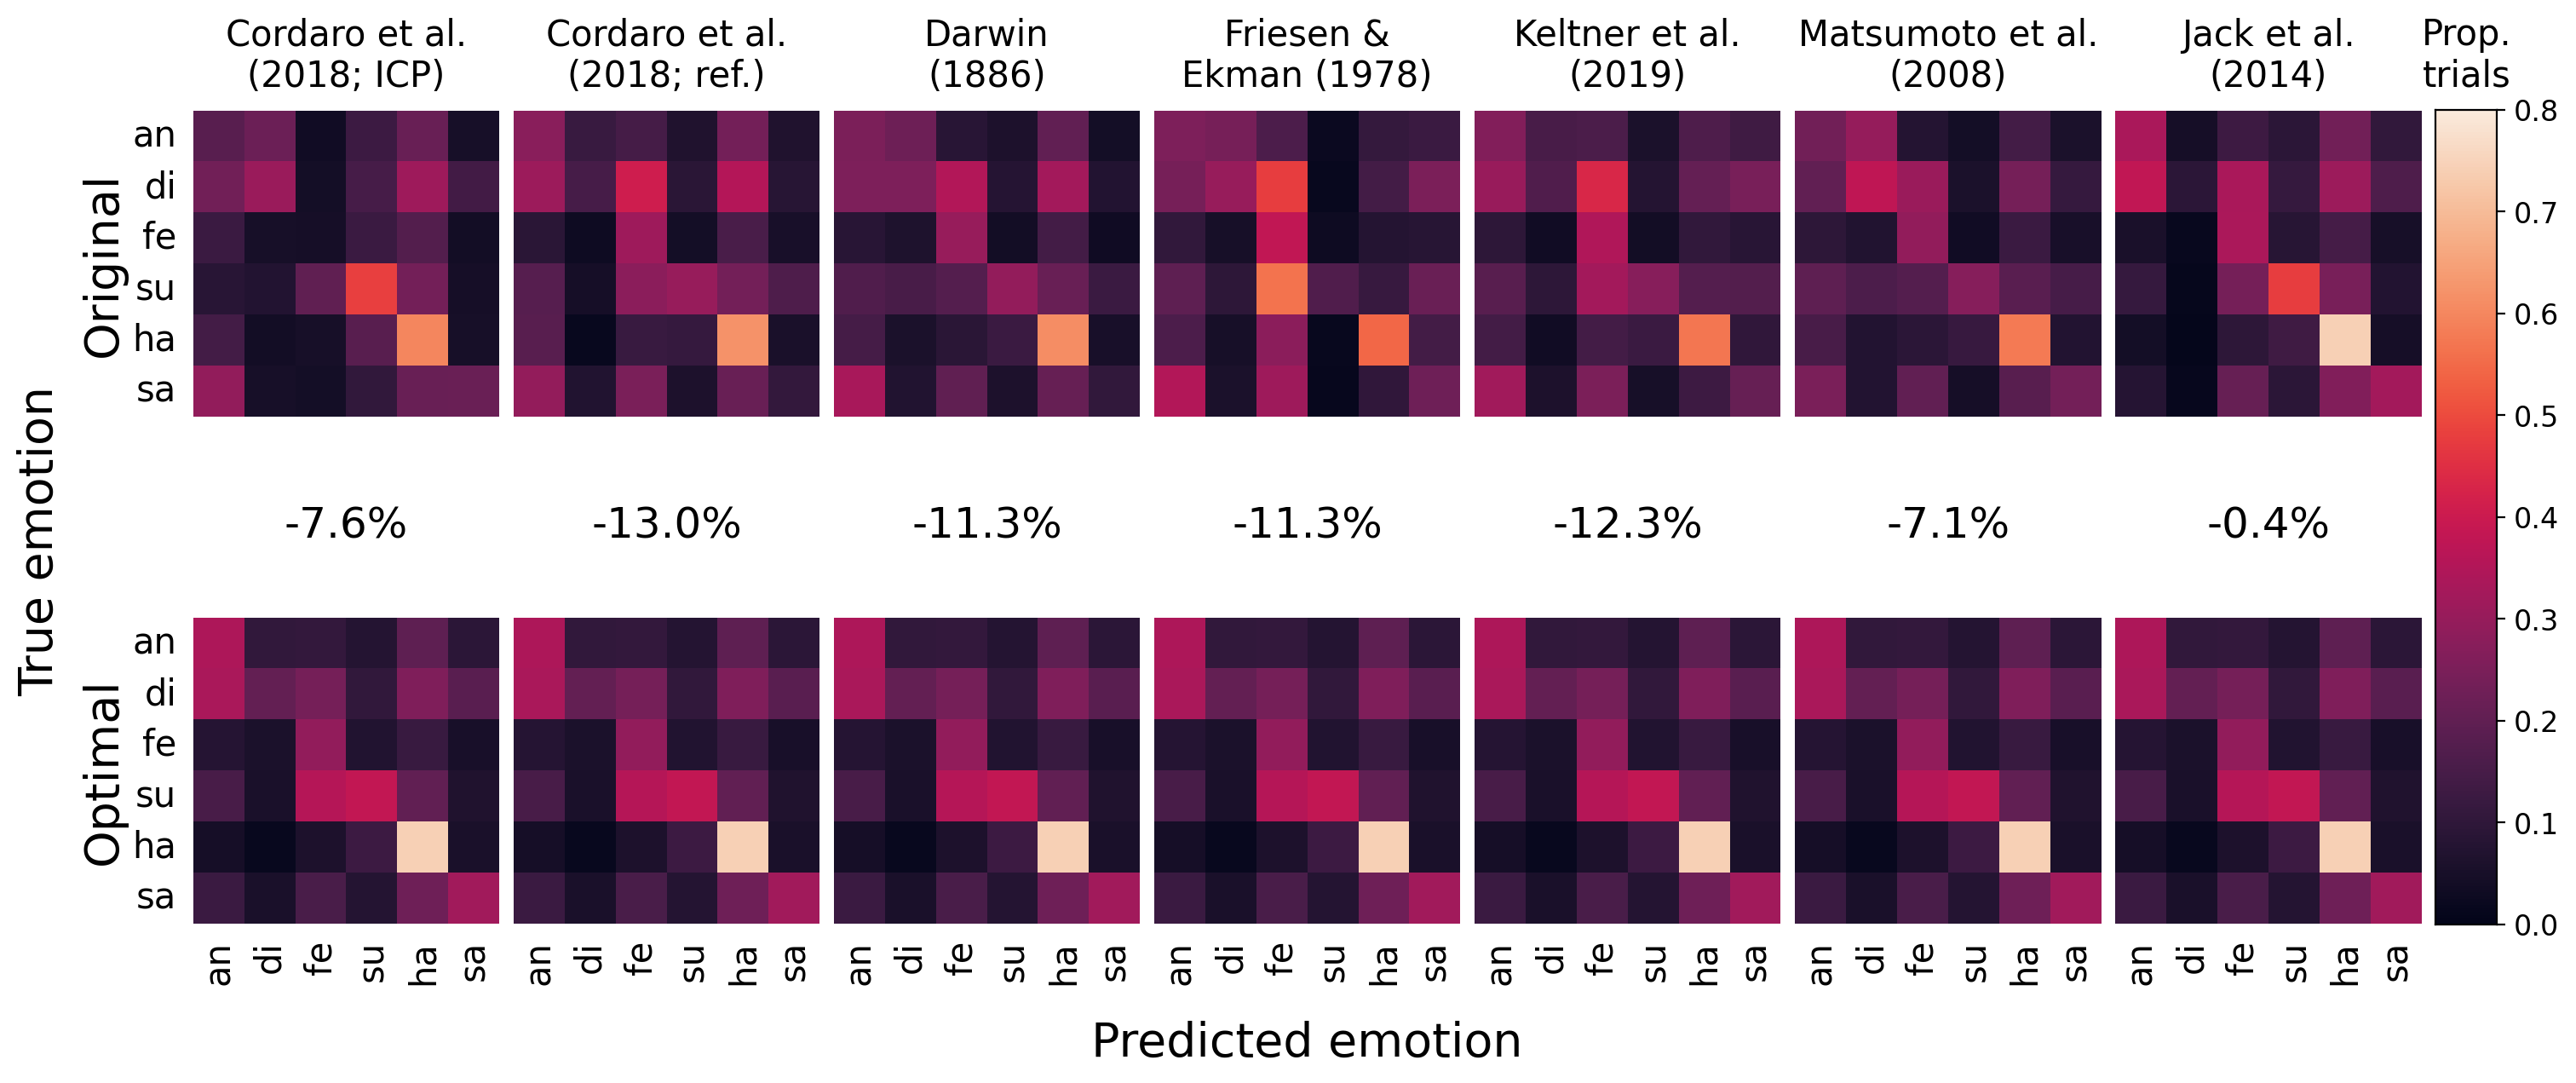 Cordaro et al.
(2018; ICP)
Cordaro et al.
(2018; ref.)
Darwin
(1886)
Friesen &
Ekman (1978)
Keltner et al.
(2019)
Matsumoto et al.
(2008)
Jack et al.
(2014)
Prop.
trials
True emotion
Original
an
di
fe
su
ha
sa
-7.6%
-13.0%
-11.3%
-11.3%
-12.3%
-7.1%
-0.4%
Optimal
an
di
fe
su
ha
sa
an di fe su ha sa
an di fe su ha sa
an di fe su ha sa
an di fe su ha sa
an di fe su ha sa
an di fe su ha sa
an di fe su ha sa
Predicted emotion
0.8
0.7
0.6
0.5
0.4
0.3
0.2
0.1
0.0